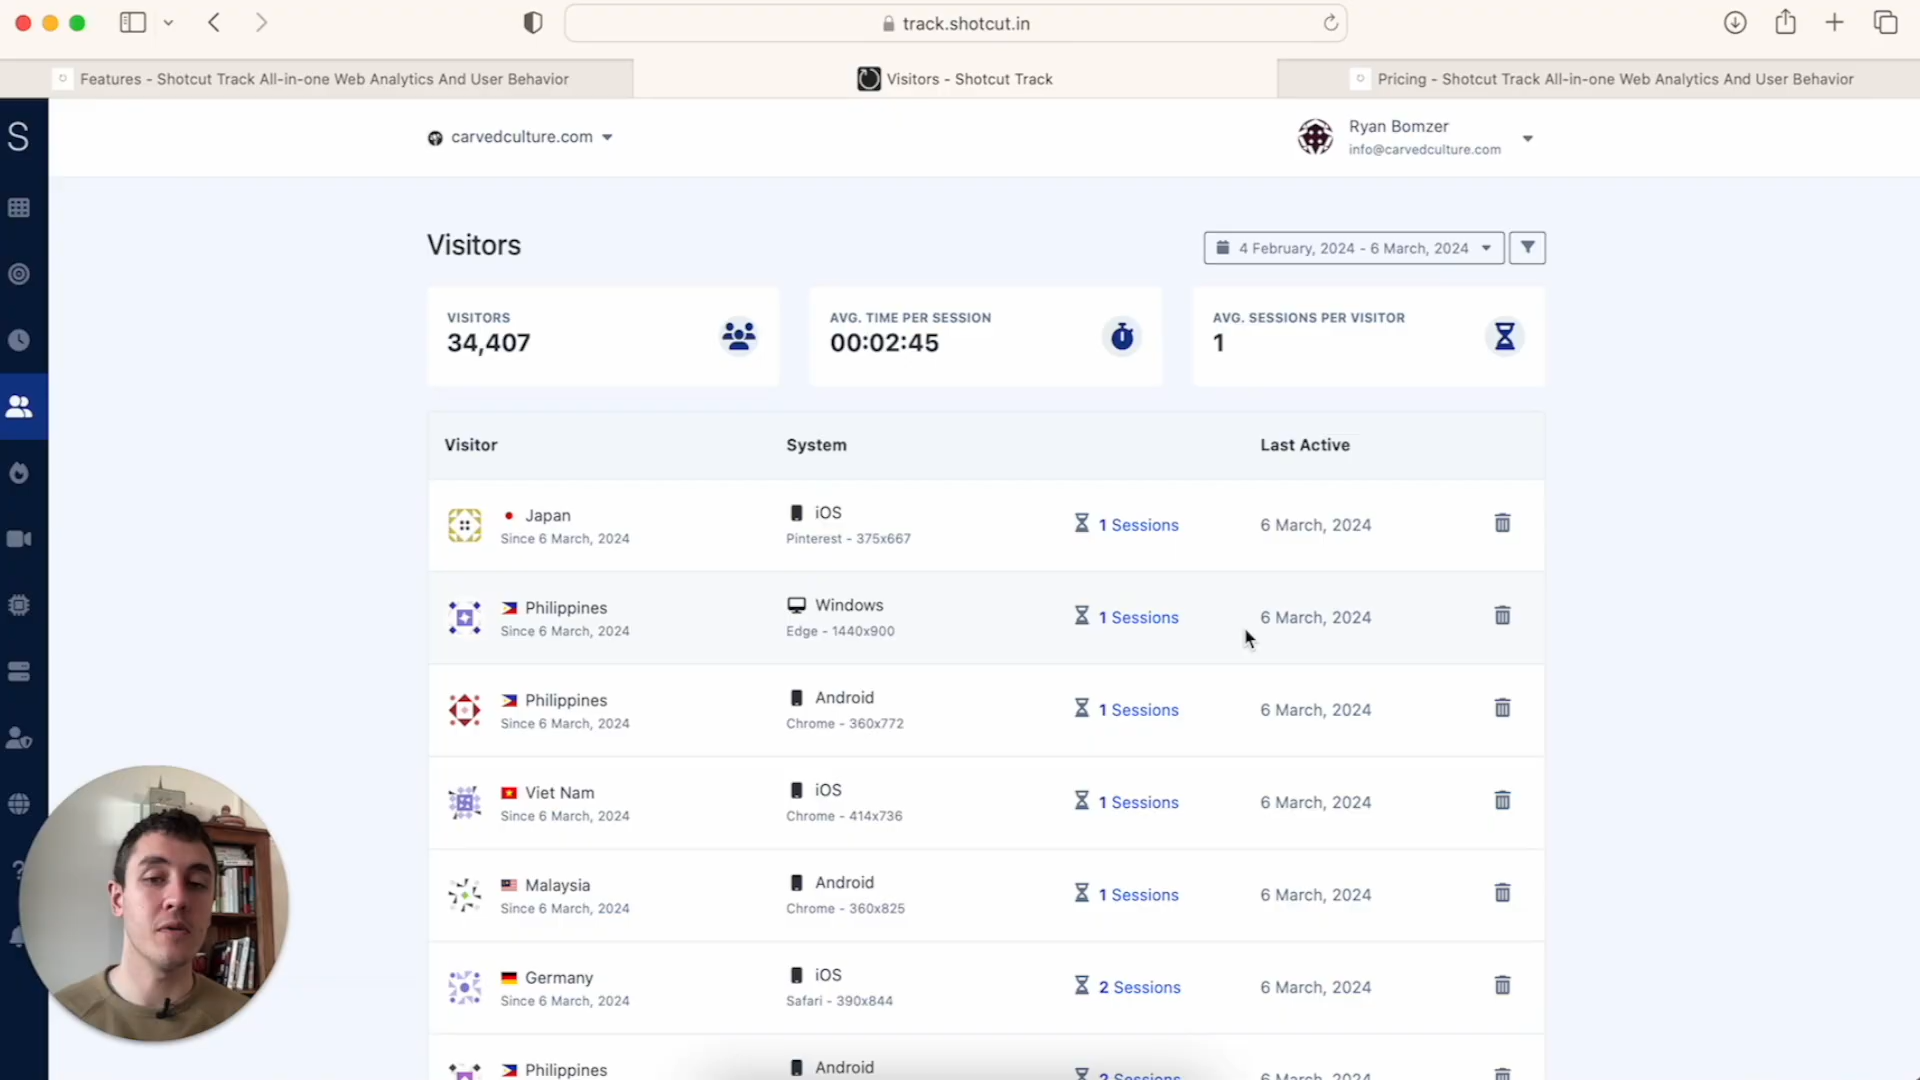 track.shotcut.in
Features - Shotcut Track All-in-one Web Analytics And User Behavior
Visitors - Shotcut Track
Pricing - Shotcut Track All-in-one Web Analytics And User Behavior
S
carvedculture.com
Ryan Bomzer
info@carvedculture.com
Visitors
4 February, 2024 - 6 March, 2024
VISITORS
34,407
AVG. TIME PER SESSION
00:02:45
AVG. SESSIONS PER VISITOR
1
Visitor
System
Last Active
Japan
Since 6 March, 2024
iOS
Pinterest - 375x667
1 Sessions
6 March, 2024
Philippines
Since 6 March, 2024
Windows
Edge - 1440x900
1 Sessions
6 March, 2024
Philippines
Since 6 March, 2024
Android
Chrome - 360x772
1 Sessions
6 March, 2024
Viet Nam
Since 6 March, 2024
iOS
Chrome - 414x736
1 Sessions
6 March, 2024
Malaysia
Since 6 March, 2024
Android
Chrome - 360x825
1 Sessions
6 March, 2024
Germany
Since 6 March, 2024
iOS
Safari - 390x844
2 Sessions
6 March, 2024
Philippines
Android
2 Sessions
6 March, 2024